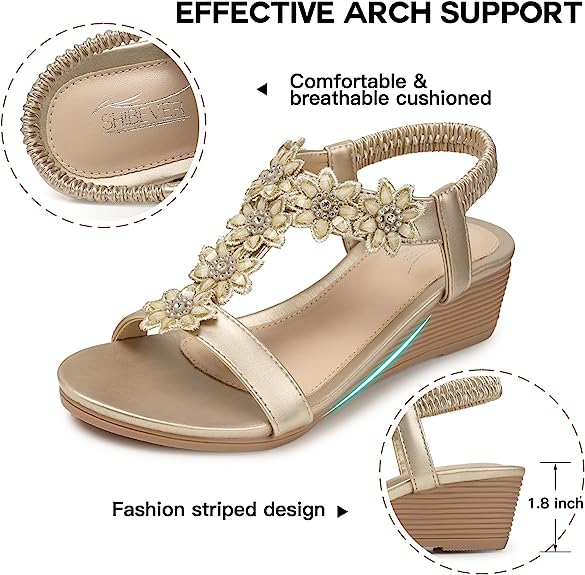 EFFECTIVE ARCH SUPPORT
Comfortable &
breathable cushioned
SHIBEVER
Fashion striped design
1.8 inch